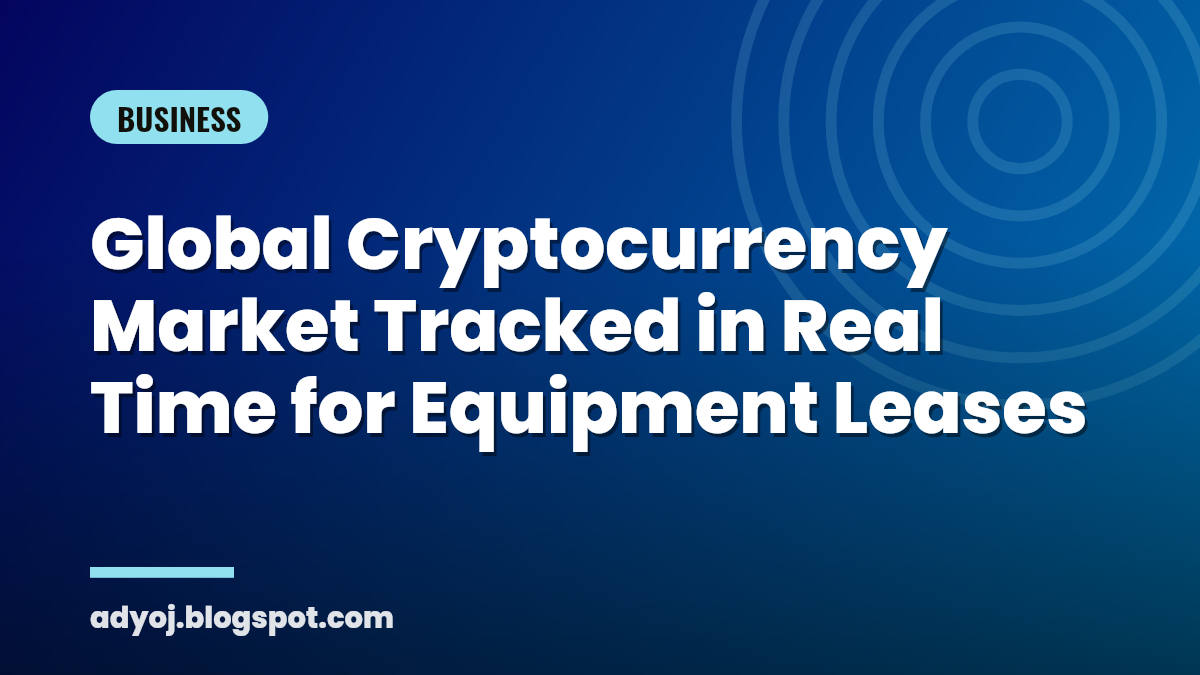 BUSINESS
Global Cryptocurrency
Market Tracked in Real
Time for Equipment Leases
adyoj.blogspot.com